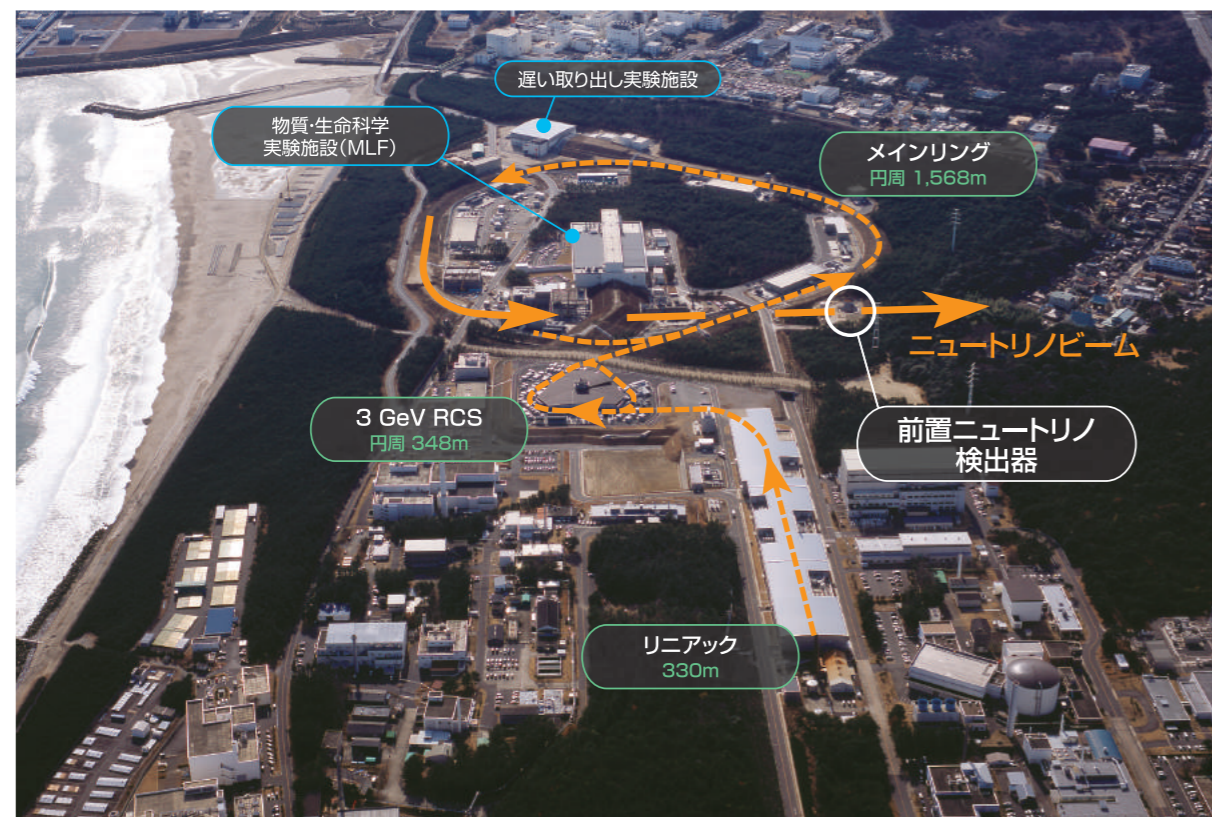 遅い取り出し実験施設
物質・生命科学
実験施設(MLF)
メインリング
円周 1,568m
ニュートリノビーム
3 GeV RCS
円周 348m
前置ニュートリノ
検出器
リニアック
330m